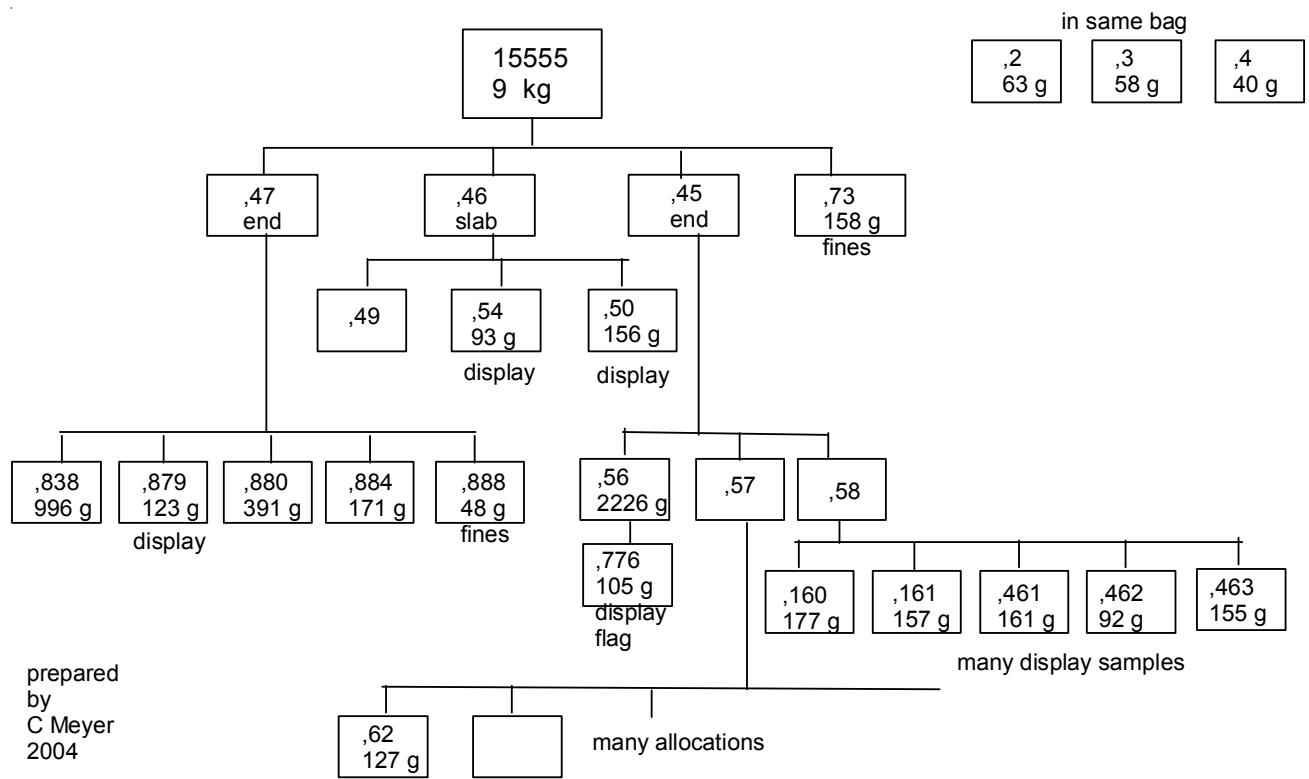 in same bag
15555
9 kg
,2
63 g
,3
58 g
,4
40 g
,47
end
,46
slab
,45
end
,73
158 g
fines
,49
,54
93 g
display
,50
156 g
display
,838
996 g
,879
123 g
display
,880
391 g
,884
171 g
,888
48 g
fines
,56
2226 g
,57
,58
,776
105 g
display
flag
,160
177 g
,161
157 g
,461
161 g
,462
92 g
,463
155 g
many display samples
prepared
by
C Meyer
2004
,62
127 g
many allocations